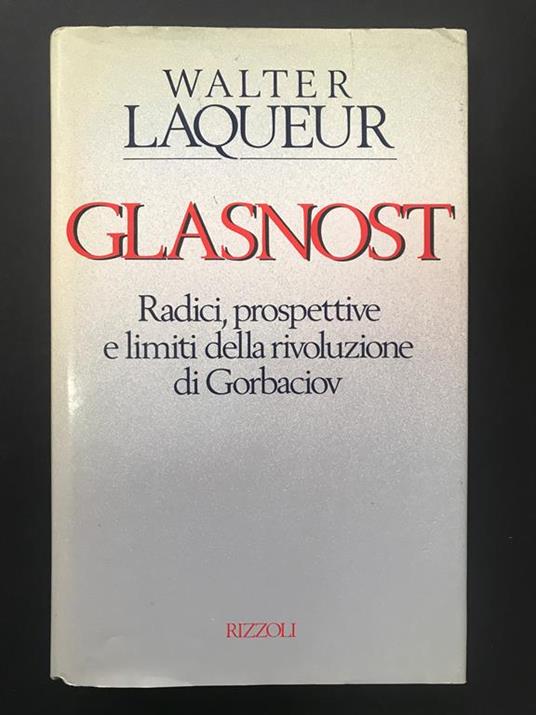 WALTER
LAQUEUR
GLASNOST
Radici, prospettive
e limiti della rivoluzione
di Gorbaciov
RIZZOLI